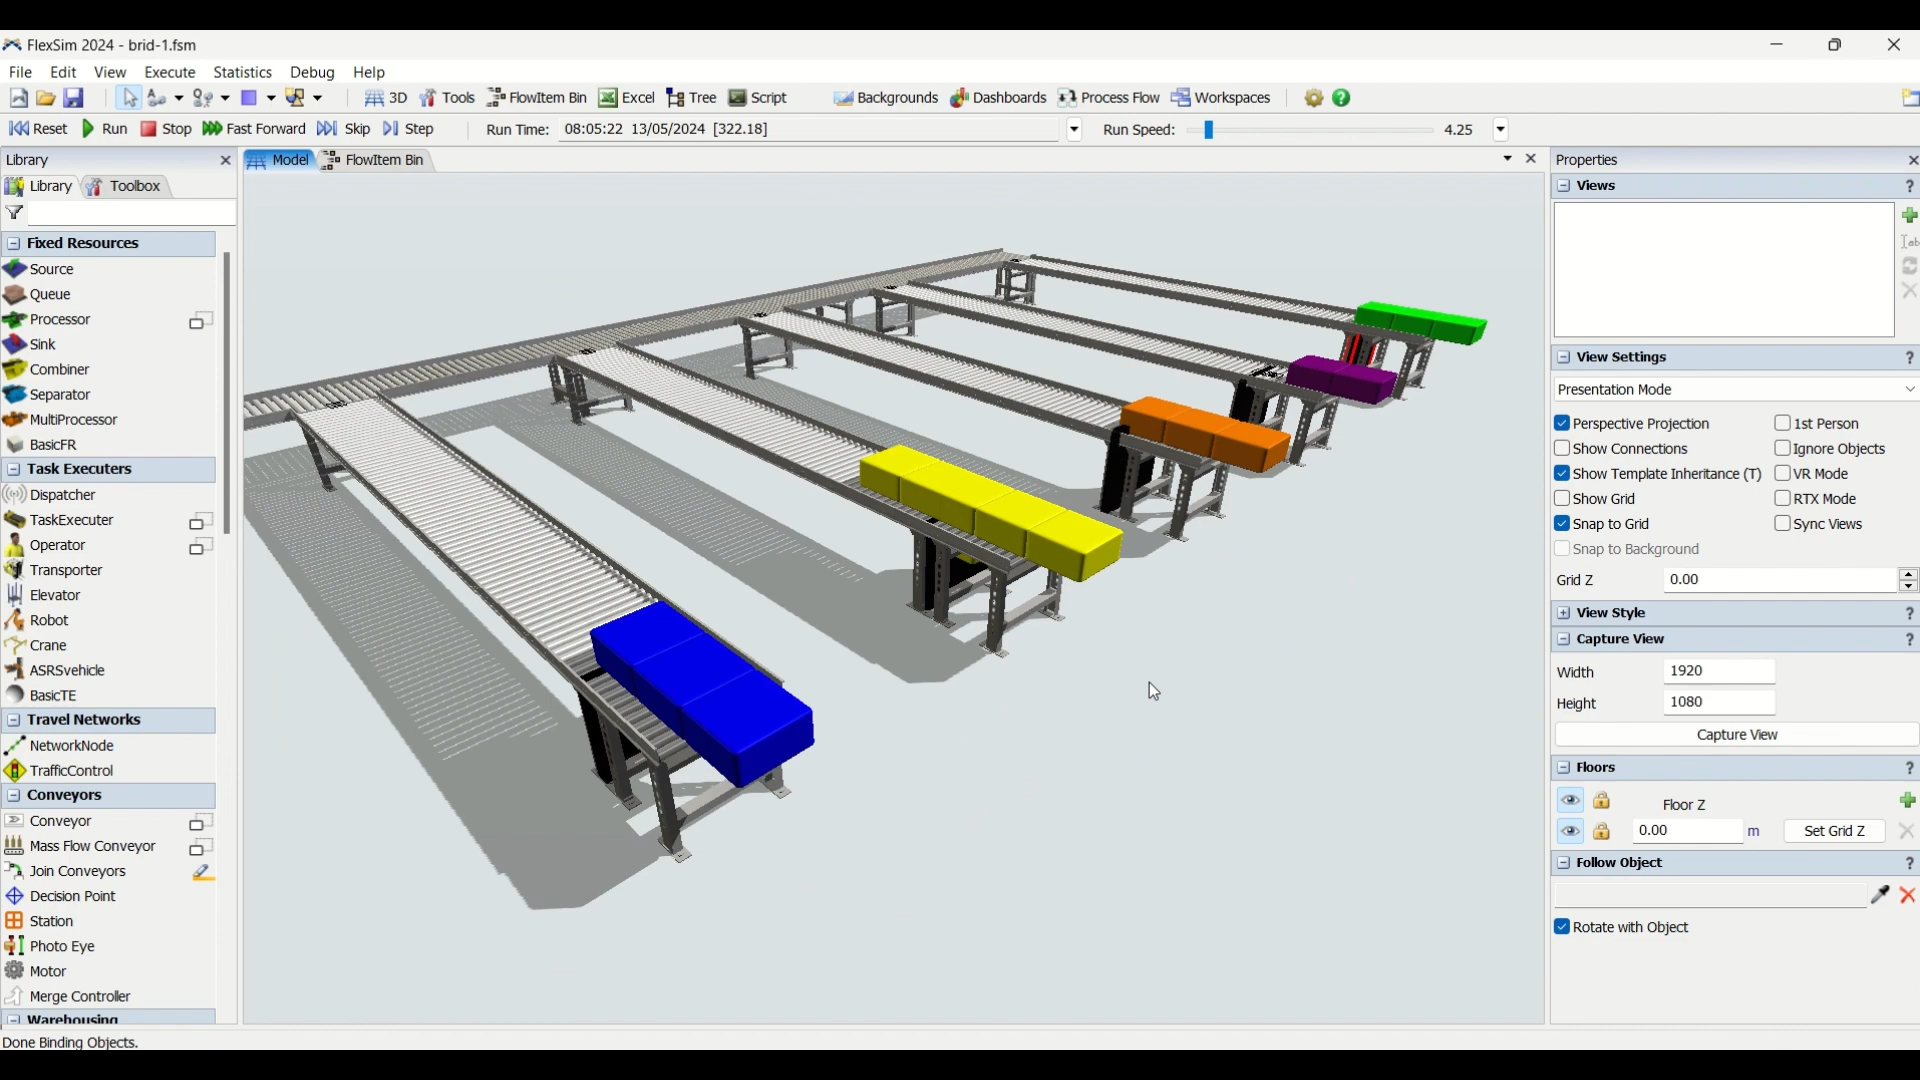 FlexSim 2024 - brid-1.fsm
File Edit View Execute Statistics Debug Help
3D Tools FlowItem Bin Excel Tree Script Backgrounds Dashboards Process Flow Workspaces
Reset Run Stop Fast Forward Skip Step Run Time: 08:05:22 13/05/2024 [322.18] Run Speed: 4.25
Library
Library Toolbox
Fixed Resources
Source
Queue
Processor
Sink
Combiner
Separator
MultiProcessor
BasicFR
Task Executers
Dispatcher
TaskExecuter
Operator
Transporter
Elevator
Robot
Crane
ASRSvehicle
BasicTE
Travel Networks
NetworkNode
TrafficControl
Conveyors
Conveyor
Mass Flow Conveyor
Join Conveyors
Decision Point
Station
Photo Eye
Motor
Merge Controller
Warehousing
Done Binding Objects.
Model FlowItem Bin
Properties
Views ?
View Settings ?
Presentation Mode
Perspective Projection 1st Person
Show Connections Ignore Objects
Show Template Inheritance (T) VR Mode
Show Grid RTX Mode
Snap to Grid Sync Views
Snap to Background
Grid Z 0.00
View Style ?
Capture View ?
Width 1920
Height 1080
Capture View
Floors ?
Floor Z
0.00 m Set Grid Z
Follow Object ?
Rotate with Object